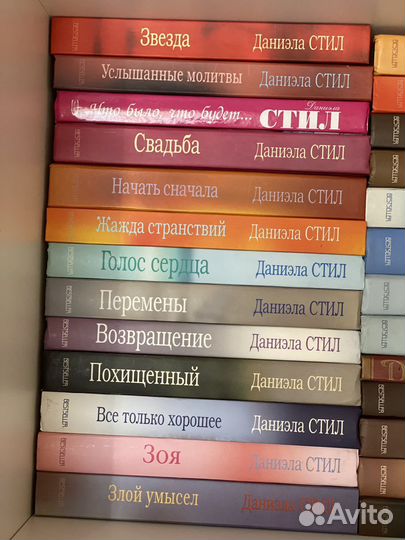 Звезда Даниэла СТИЛ
Услышанные молитвы Даниэла СТИЛ
Что было, что будет... Даниэла СТИЛ
Свадьба Даниэла СТИЛ
Начать сначала Даниэла СТИЛ
Жажда странствий Даниэла СТИЛ
Голос сердца Даниэла СТИЛ
Перемены Даниэла СТИЛ
Возвращение Даниэла СТИЛ
Похищенный Даниэла СТИЛ
Все только хорошее Даниэла СТИЛ
Зоя Даниэла СТИЛ
Злой умысел Даниэла СТИЛ
Avito